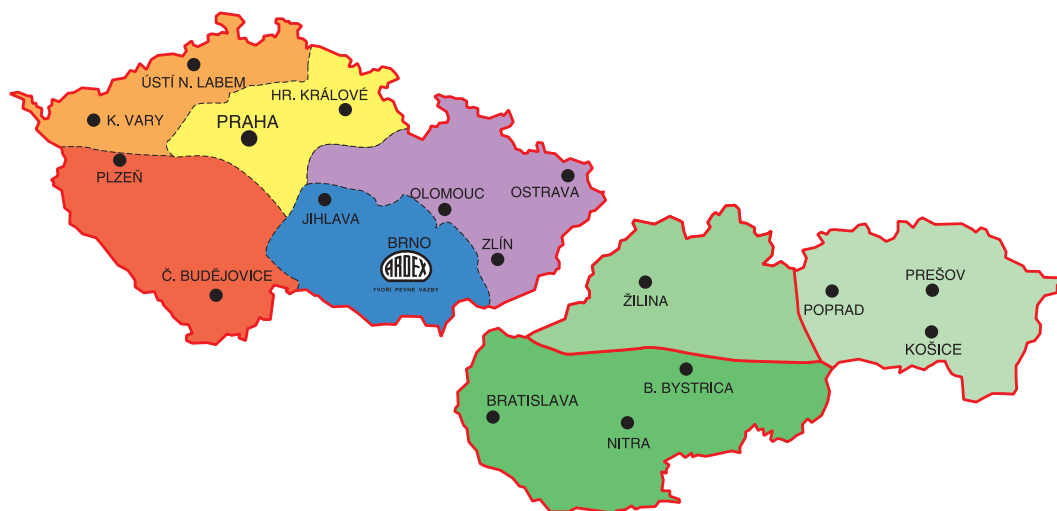 ÚSTÍ N. LABEM
HR. KRÁLOVÉ
K. VARY
PRAHA
PLZEŇ
OLOMOUC
OSTRAVA
JIHLAVA
BRNO
ARDEX
TVOŘÍ PEVNÉ VAZBY
ZLÍN
Č. BUDĚJOVICE
ŽILINA
POPRAD
PREŠOV
KOŠICE
B. BYSTRICA
BRATISLAVA
NITRA